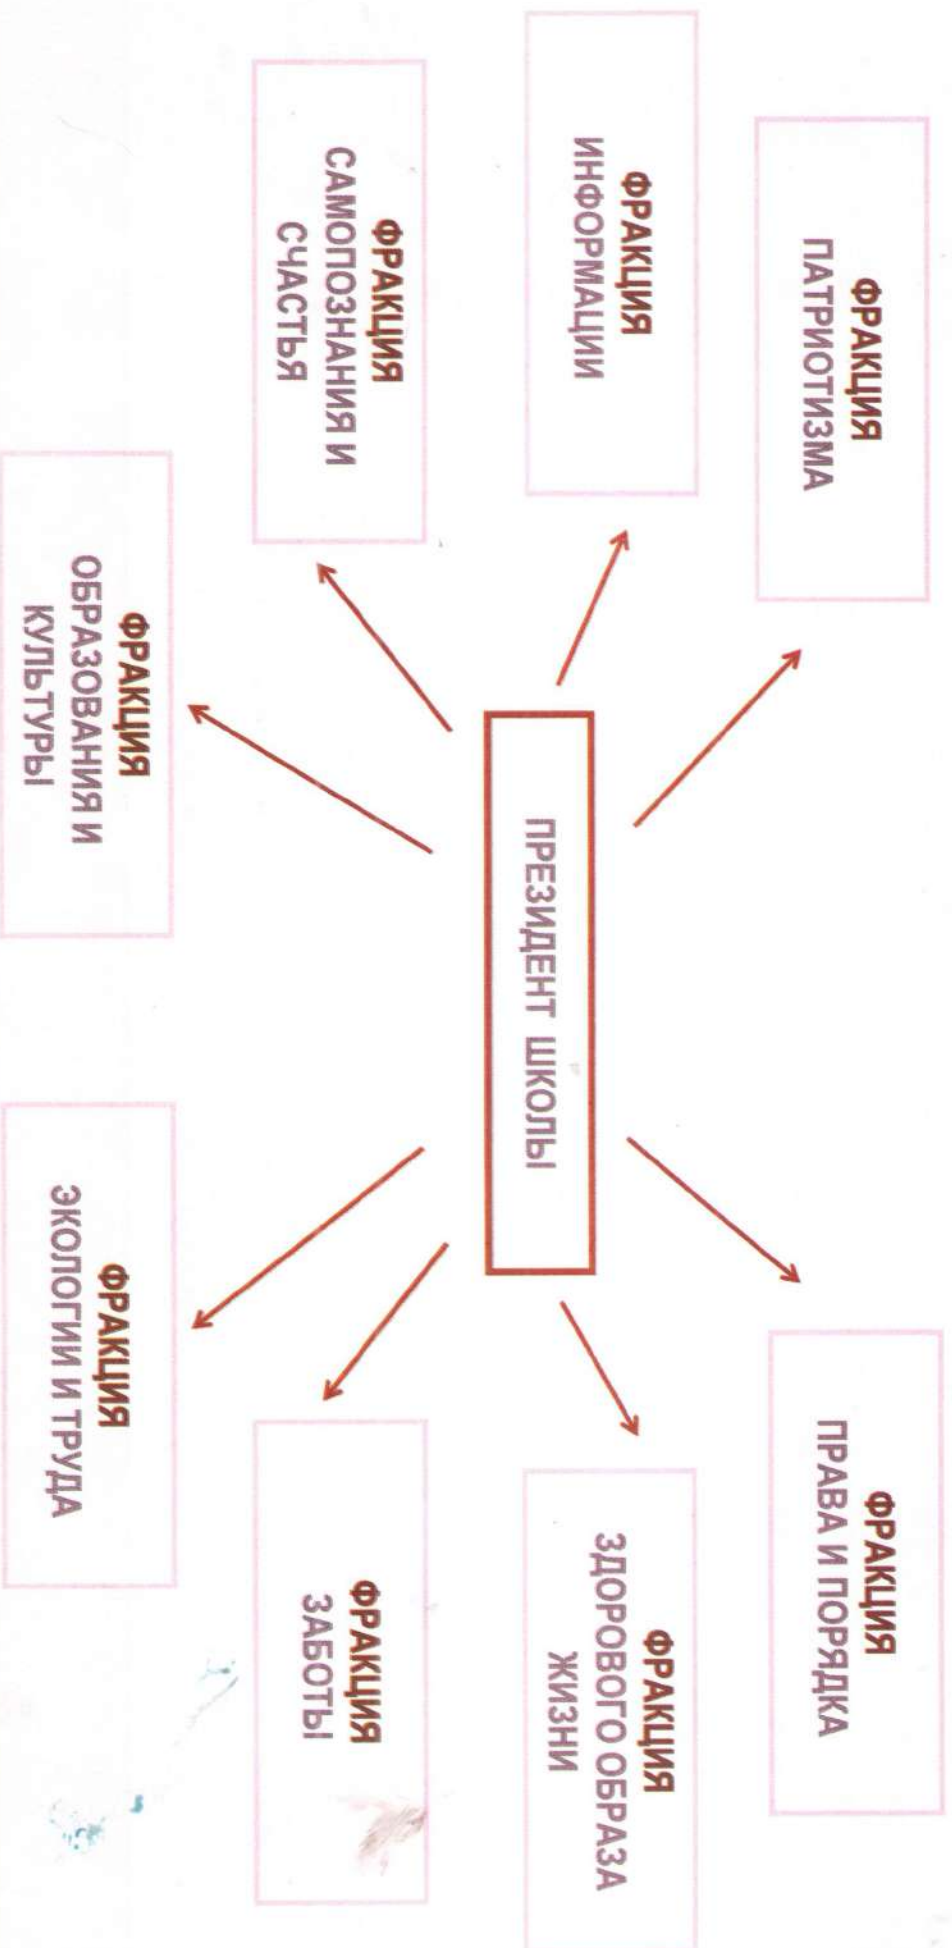 ФРАКЦИЯ
ПАТРИОТИЗМА
ФРАКЦИЯ
ПРАВА И ПОРЯДКА
ФРАКЦИЯ
ИНФОРМАЦИИ
ФРАКЦИЯ
ЗДОРОВОГО ОБРАЗА
ЖИЗНИ
ПРЕЗИДЕНТ ШКОЛЫ
ФРАКЦИЯ
САМОПОЗНАНИЯ И
СЧАСТЬЯ
ФРАКЦИЯ
ЗАБОТЫ
ФРАКЦИЯ
ОБРАЗОВАНИЯ И
КУЛЬТУРЫ
ФРАКЦИЯ
ЭКОЛОГИИ И ТРУДА